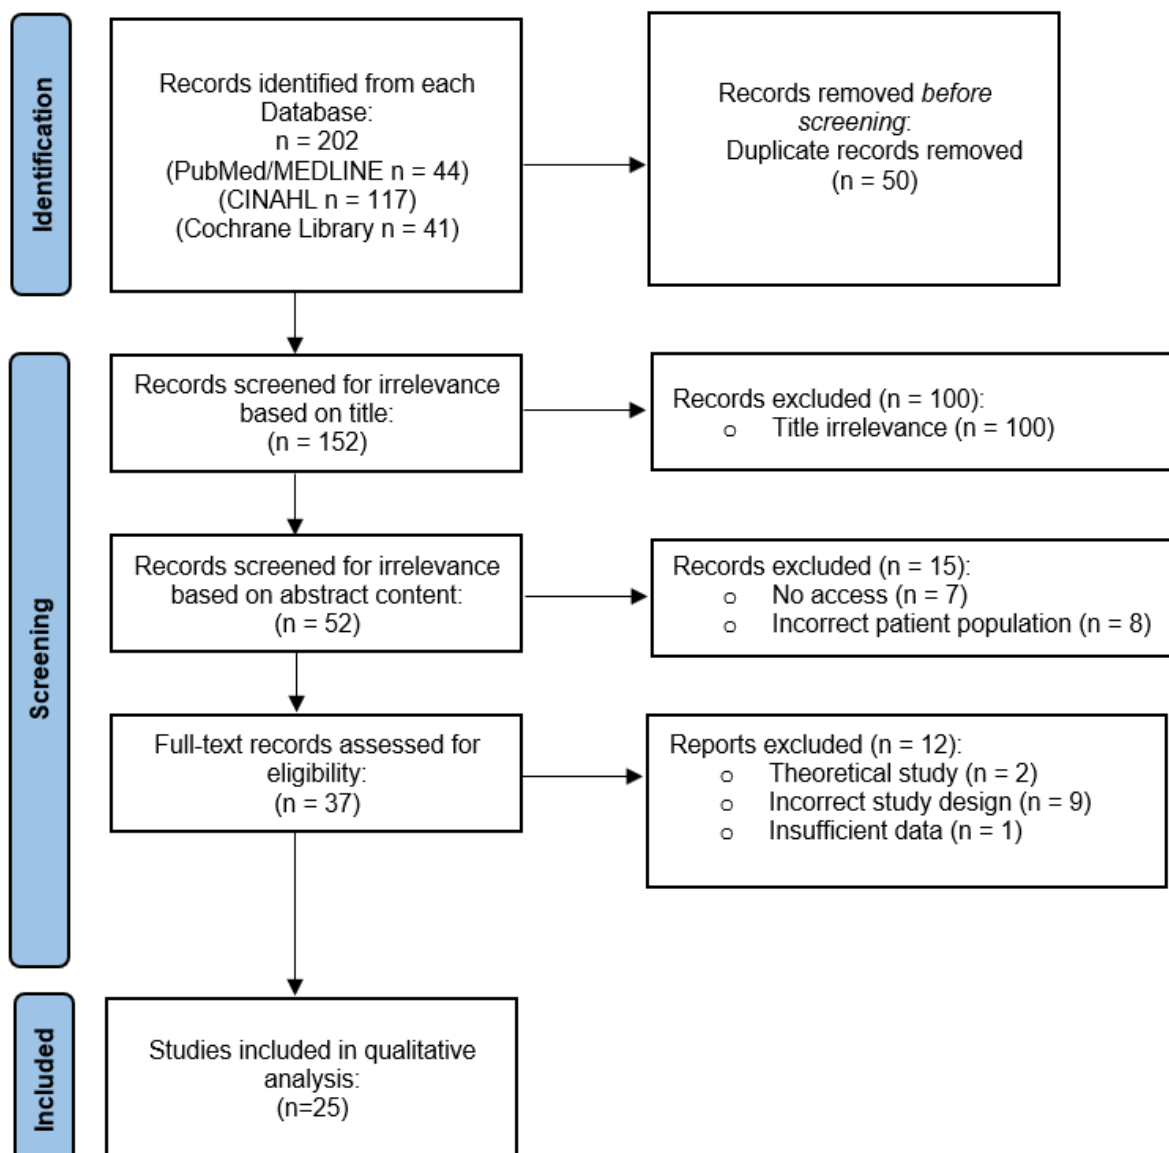 Identification
Records identified from each
Database:
n = 202
(PubMed/MEDLINE n = 44)
(CINAHL n = 117)
(Cochrane Library n = 41)
Records removed before
screening:
Duplicate records removed
(n = 50)
Screening
Records screened for irrelevance
based on title:
(n = 152)
Records excluded (n = 100):
o Title irrelevance (n = 100)
Records screened for irrelevance
based on abstract content:
(n = 52)
Records excluded (n = 15):
o No access (n = 7)
o Incorrect patient population (n = 8)
Full-text records assessed for
eligibility:
(n = 37)
Reports excluded (n = 12):
o Theoretical study (n = 2)
o Incorrect study design (n = 9)
o Insufficient data (n = 1)
Included
Studies included in qualitative
analysis:
(n=25)